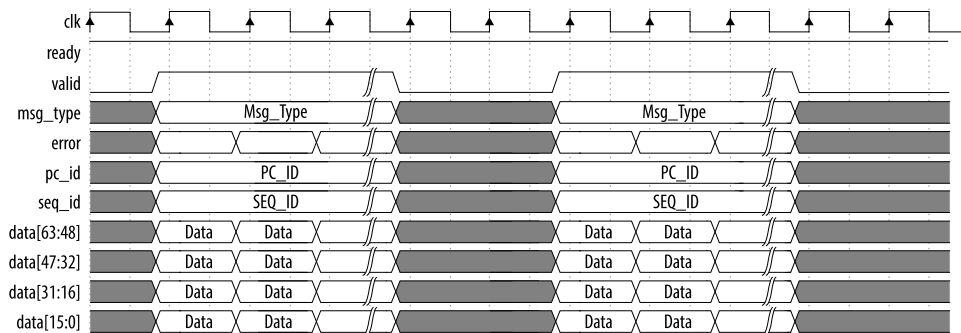 clk
ready
valid
msg_type Msg_Type Msg_Type
error
pc_id PC_ID PC_ID
seq_id SEQ_ID SEQ_ID
data[63:48] Data Data Data Data
data[47:32] Data Data Data Data
data[31:16] Data Data Data Data
data[15:0] Data Data Data Data